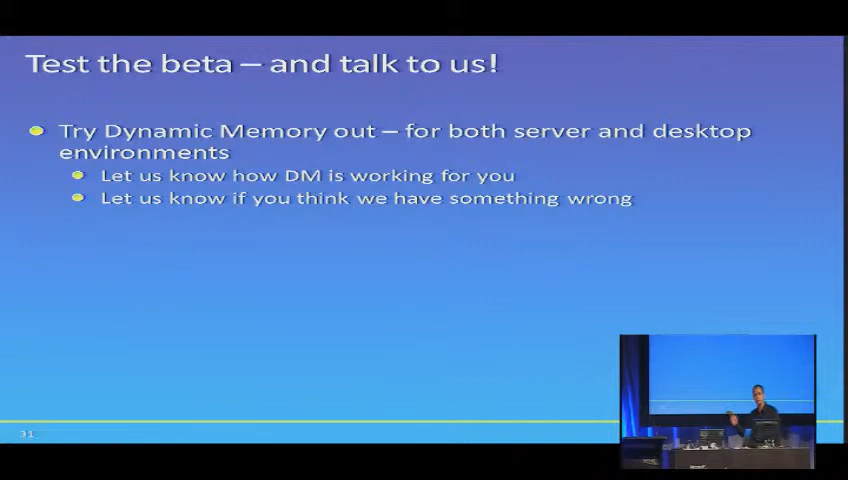 Test the beta – and talk to us!
Try Dynamic Memory out – for both server and desktop
environments
Let us know how DM is working for you
Let us know if you think we have something wrong
31